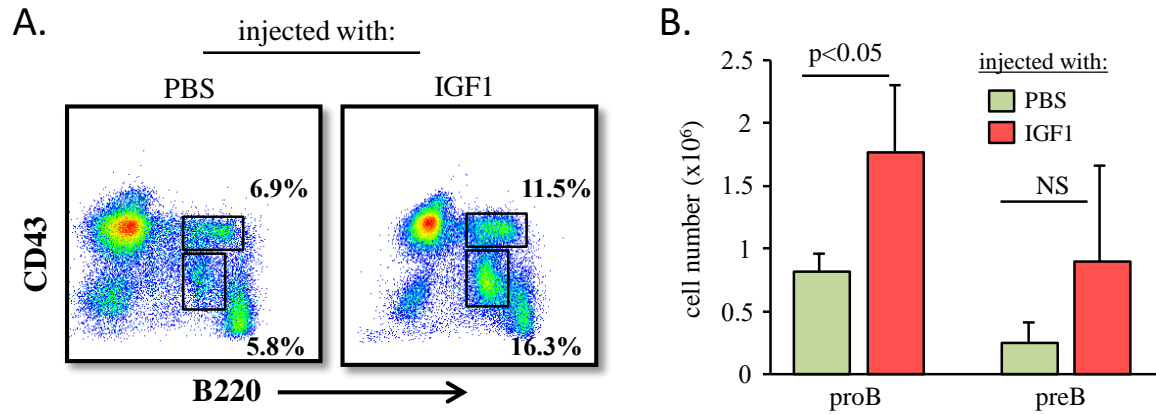 A.
injected with:
PBS
IGF1
6.9%
11.5%
CD43
5.8%
16.3%
B220
B.
p<0.05
injected with:
PBS
IGF1
NS
cell number (x10⁶)
2.5
2
1.5
1
0.5
0
proB
preB